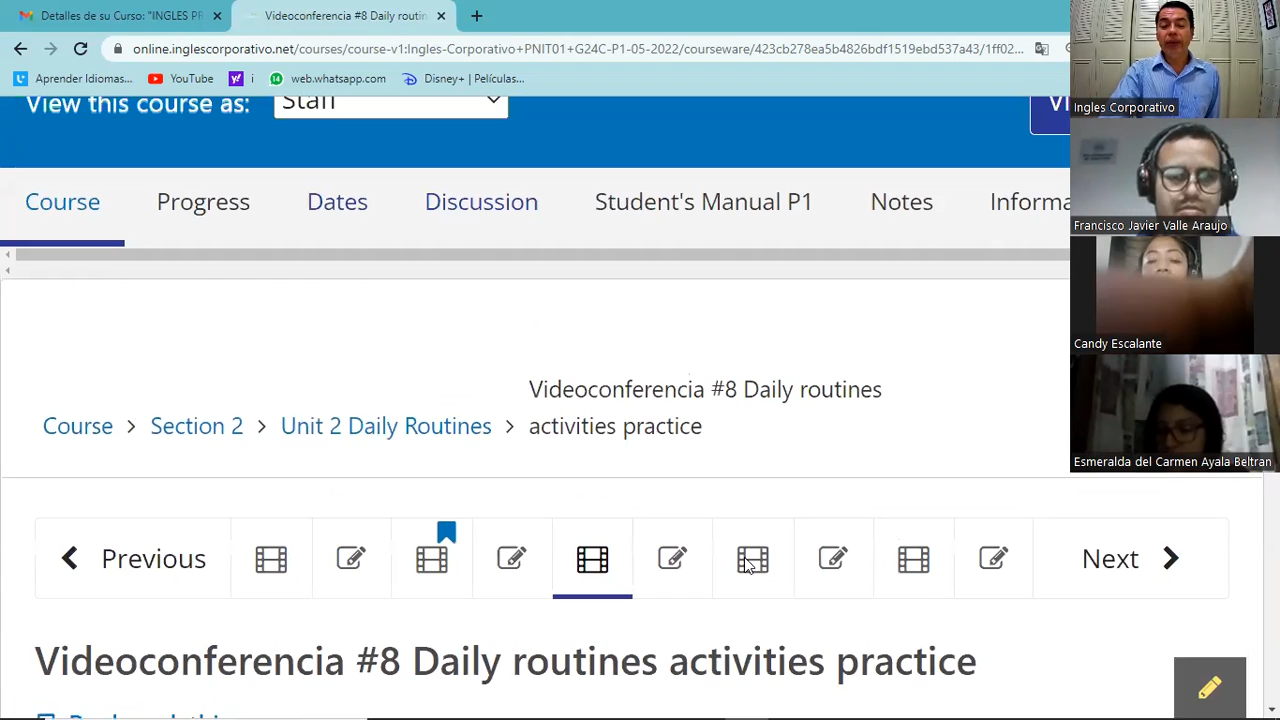 Detalles de su Curso: "INGLES PR
Videoconferencia #8 Daily routin
online.inglescorporativo.net/courses/course-v1:Ingles-Corporativo+PNIT01+G24C-P1-05-2022/courseware/423cb278ea5b4826bdf1519ebd537a43/1ff02...
Aprender Idiomas...
YouTube
i
web.whatsapp.com
Disney+ | Películas,...
View this course as:
Staff
Course
Progress
Dates
Discussion
Student's Manual P1
Notes
Informa
Course > Section 2 > Unit 2 Daily Routines >
Videoconferencia #8 Daily routines
activities practice
Previous
Next
Videoconferencia #8 Daily routines activities practice
Ingles Corporativo
Francisco Javier Valle Araujo
Candy Escalante
Esmeralda del Carmen Ayala Beltran